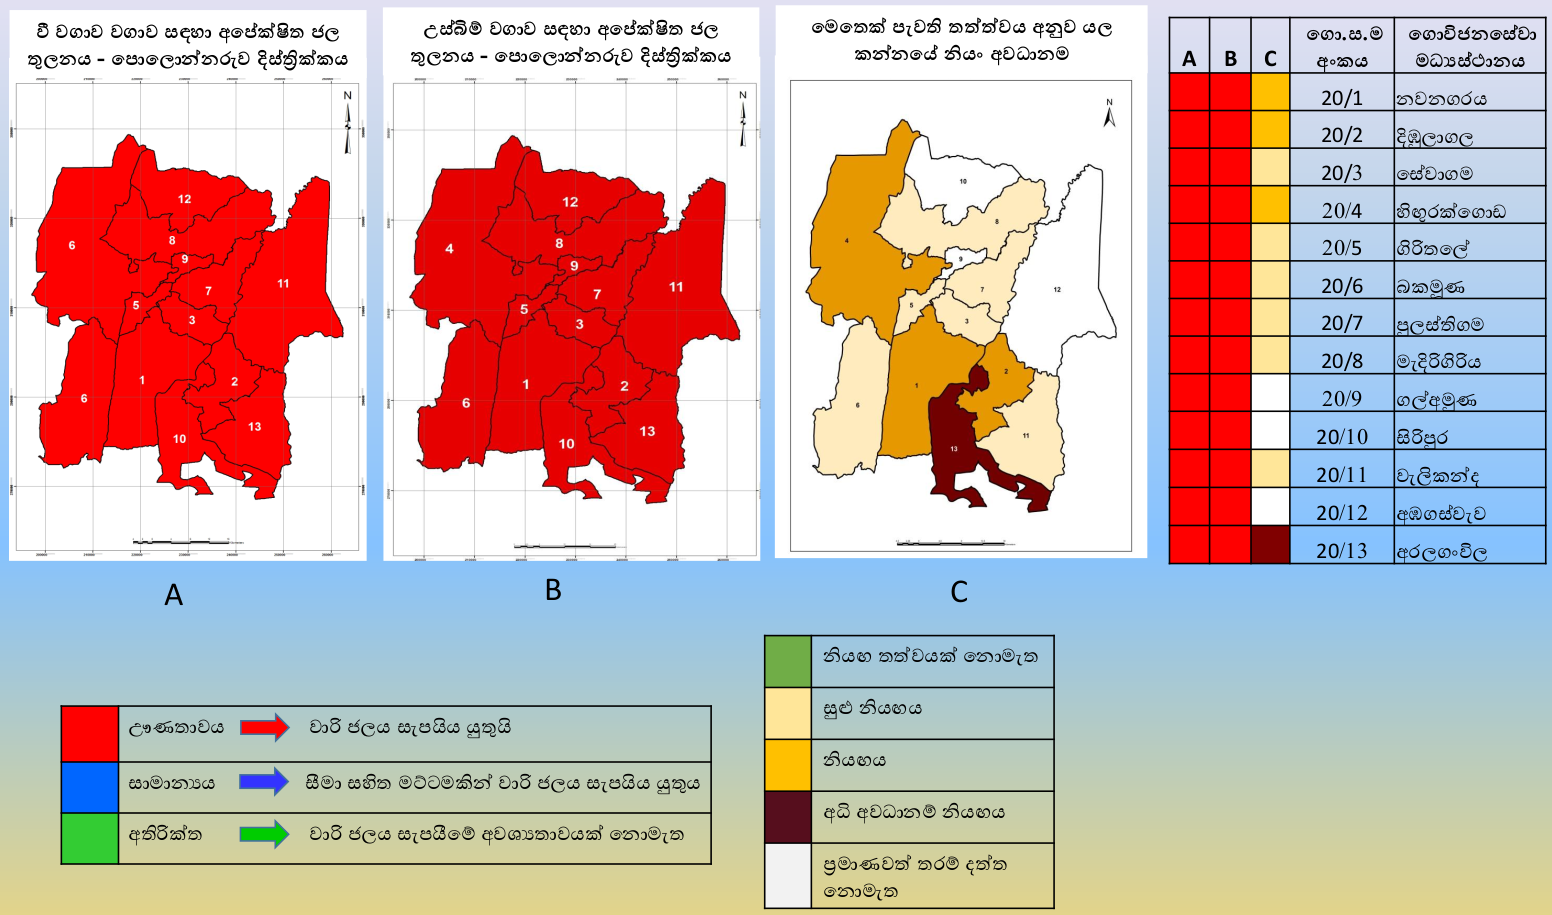 වී වගාව වගාව සඳහා අපේක්ෂිත ජල
තුලනය – පොලොන්නරුව දිස්ත්‍රික්කය
N
12
6
8
9
11
7
5
3
1
2
6
13
10
A
උස්බිම් වගාව සඳහා අපේක්ෂිත ජල
තුලනය – පොලොන්නරුව දිස්ත්‍රික්කය
N
12
4
8
9
11
7
5
3
1
2
6
13
10
B
මෙතෙක් පැවති තත්ත්වය අනුව යල
කන්නයේ නියං අවධානම
N
10
8
4
9
7
12
5
3
2
1
6
11
13
C
A B C ගො.ස.ම අංකය ගොවිජනසේවා මධ්‍යස්ථානය
20/1 නවනගරය
20/2 දිඹුලාගල
20/3 සේවාගම
20/4 හිඟුරක්ගොඩ
20/5 ගිරිතලේ
20/6 බකමූණ
20/7 පුලස්තිගම
20/8 මැදිරිගිරිය
20/9 ගල්අමුණ
20/10 සිරිපුර
20/11 වැලිකන්ද
20/12 අඹගස්වැව
20/13 අරලගංවිල
ඌණතාවය වාරි ජලය සැපයිය යුතුයි
සාමාන්‍යය සීමා සහිත මට්ටමකින් වාරි ජලය සැපයිය යුතුය
අතිරික්ත වාරි ජලය සැපයීමේ අවශ්‍යතාවයක් නොමැත
නියඟ තත්වයක් නොමැත
සුළු නියඟය
නියඟය
අධි අවධානම් නියඟය
ප්‍රමාණවත් තරම් දත්ත
නොමැත